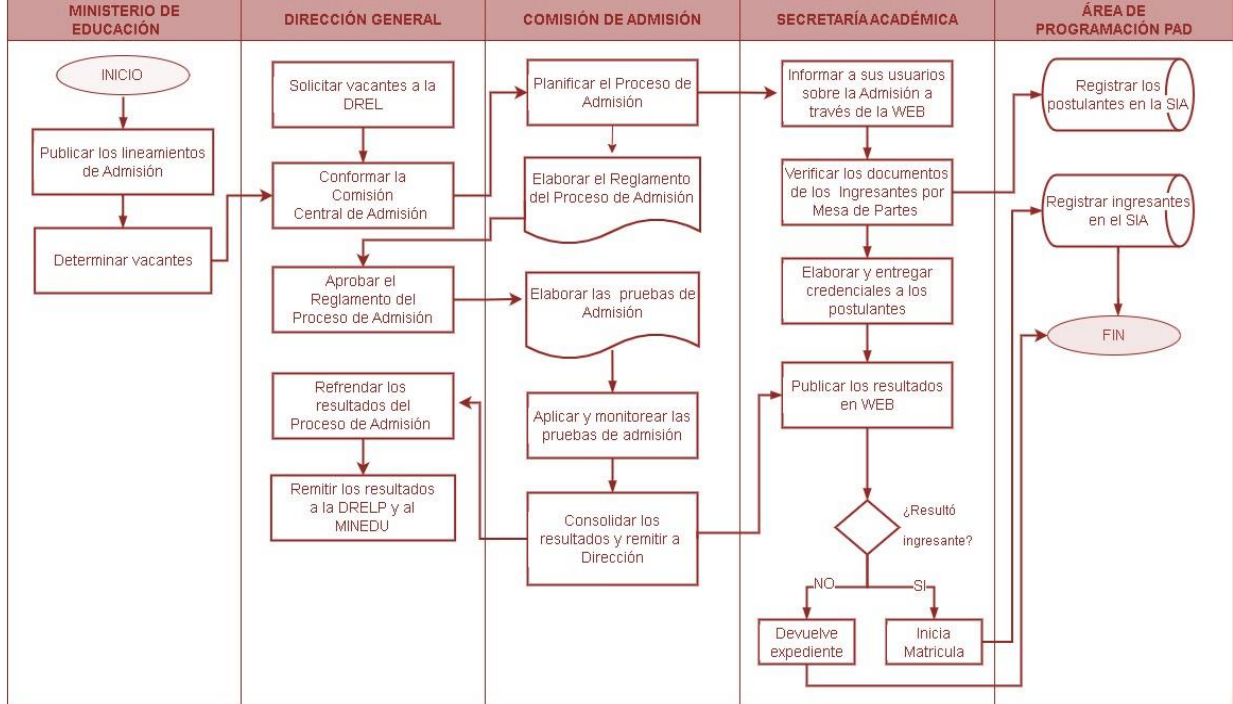 MINISTERIO DE
EDUCACIÓN
DIRECCIÓN GENERAL
COMISIÓN DE ADMISIÓN
SECRETARÍA ACADÉMICA
ÁREA DE
PROGRAMACIÓN PAD
INICIO
Publicar los lineamientos
de Admisión
Determinar vacantes
Solicitar vacantes a la
DREL
Conformar la
Comisión
Central de Admisión
Aprobar el
Reglamento del
Proceso de Admisión
Refrendar los
resultados del
Proceso de Admisión
Remitir los resultados
a la DRELP y al
MINEDU
Planificar el Proceso de
Admisión
Elaborar el Reglamento
del Proceso de Admisión
Elaborar las pruebas de
Admisión
Aplicar y monitorear las
pruebas de admisión
Consolidar los
resultados y remitir a
Dirección
Informar a sus usuarios
sobre la Admisión a
través de la WEB
Verificar los documentos
de los Ingresantes por
Mesa de Partes
Elaborar y entregar
credenciales a los
postulantes
Publicar los resultados
en WEB
¿Resultó
ingresante?
NO
SI
Devuelve
expediente
Inicia
Matricula
Registrar los
postulantes en la SIA
Registrar ingresantes
en el SIA
FIN